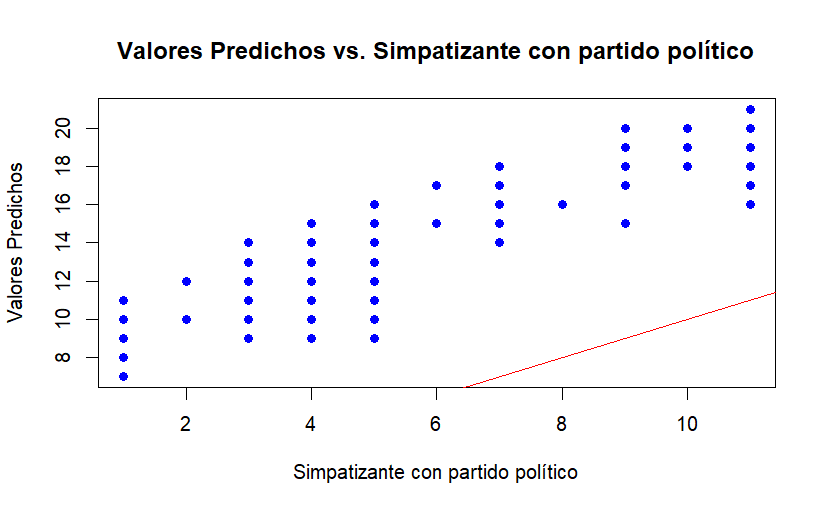 Valores Predichos vs. Simpatizante con partido político
Valores Predichos
20
18
16
14
12
10
8
2 4 6 8 10
Simpatizante con partido político